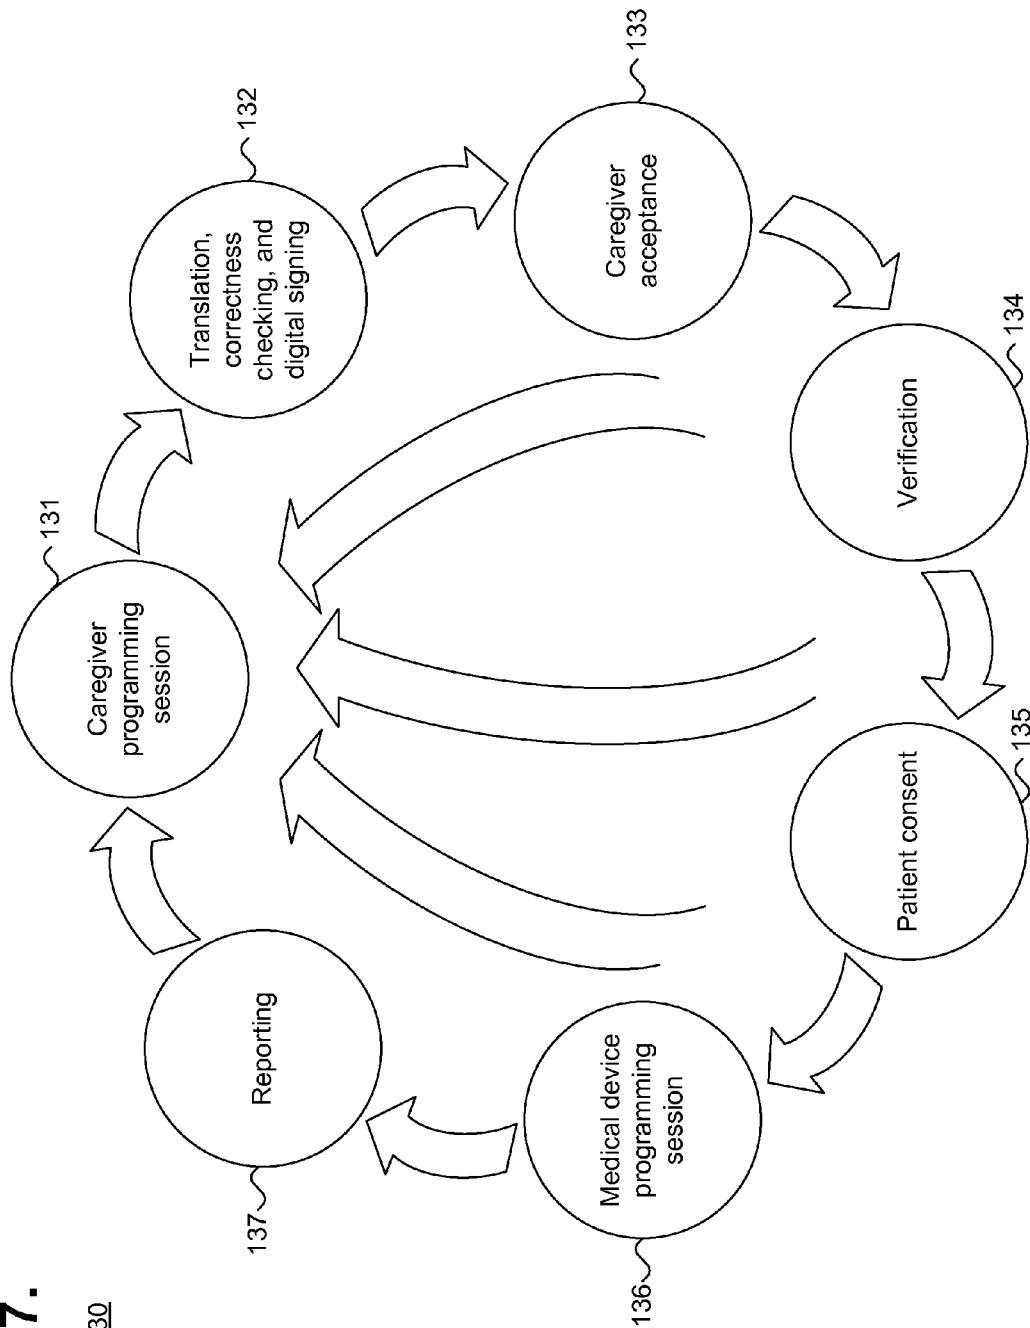 7.
30
Caregiver
programming
session
131
Translation,
correctness
checking, and
digital signing
132
Caregiver
acceptance
133
Verification
134
Patient consent
135
Medical device
programming
session
136
Reporting
137